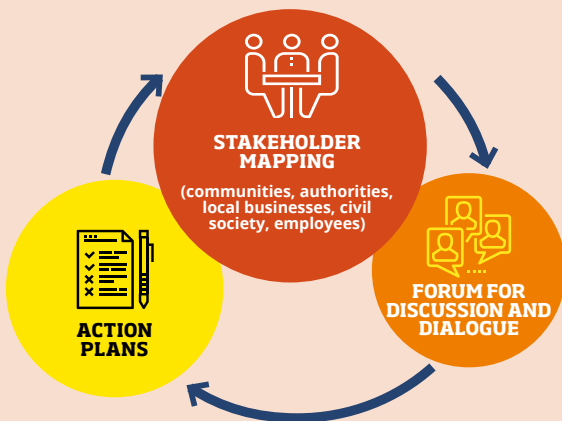 STAKEHOLDER
MAPPING
(communities, authorities,
local businesses, civil
society, employees)
FORUM FOR
DISCUSSION AND
DIALOGUE
ACTION
PLANS